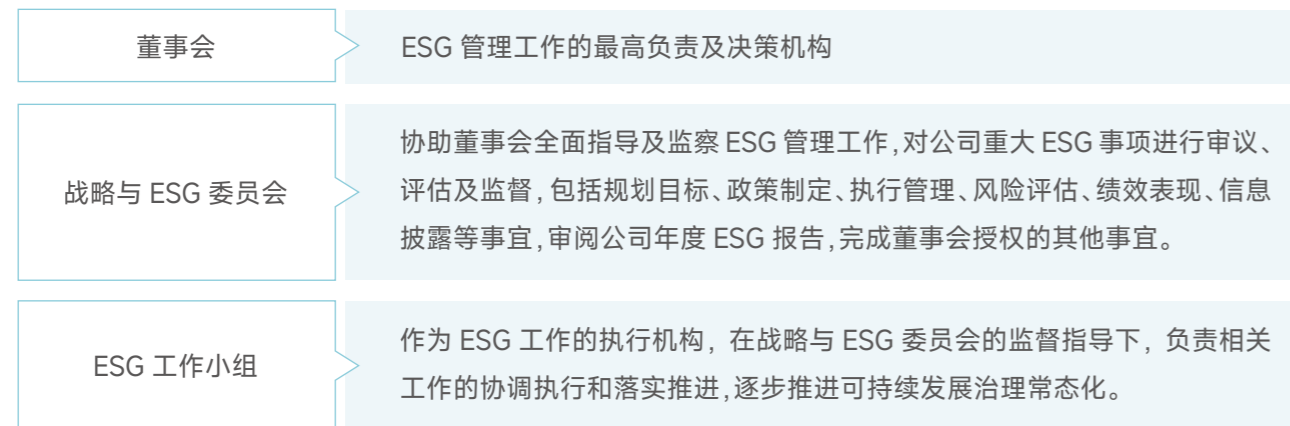 董事会
ESG 管理工作的最高负责及决策机构
战略与 ESG 委员会
协助董事会全面指导及监察 ESG 管理工作,对公司重大 ESG 事项进行审议、
评估及监督,包括规划目标、政策制定、执行管理、风险评估、绩效表现、信息
披露等事宜,审阅公司年度 ESG 报告,完成董事会授权的其他事宜。
ESG 工作小组
作为 ESG 工作的执行机构, 在战略与 ESG 委员会的监督指导下, 负责相关
工作的协调执行和落实推进,逐步推进可持续发展治理常态化。